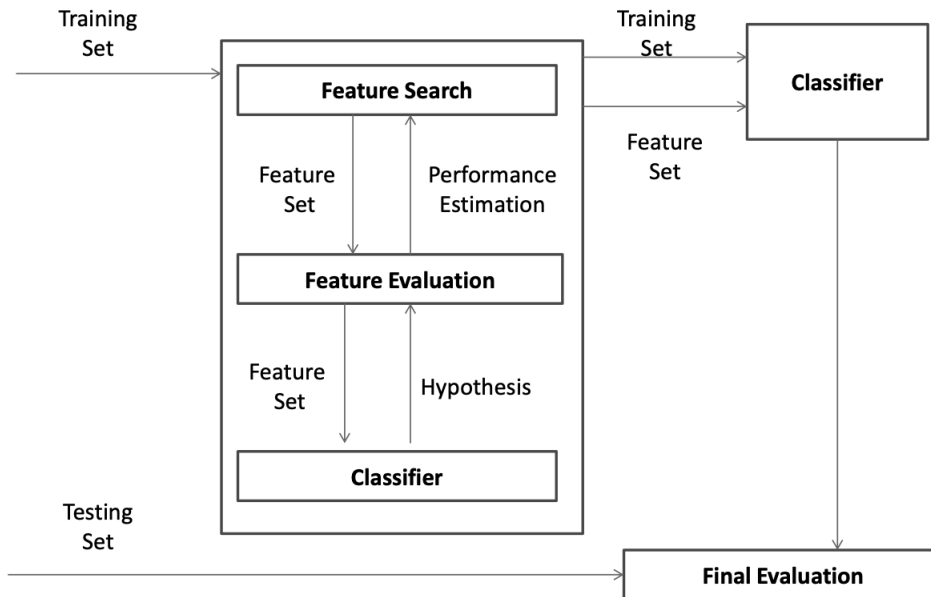 Training
Set
Training
Set
Feature Search
Classifier
Feature
Set
Feature
Set
Performance
Estimation
Feature Evaluation
Feature
Set
Hypothesis
Classifier
Testing
Set
Final Evaluation